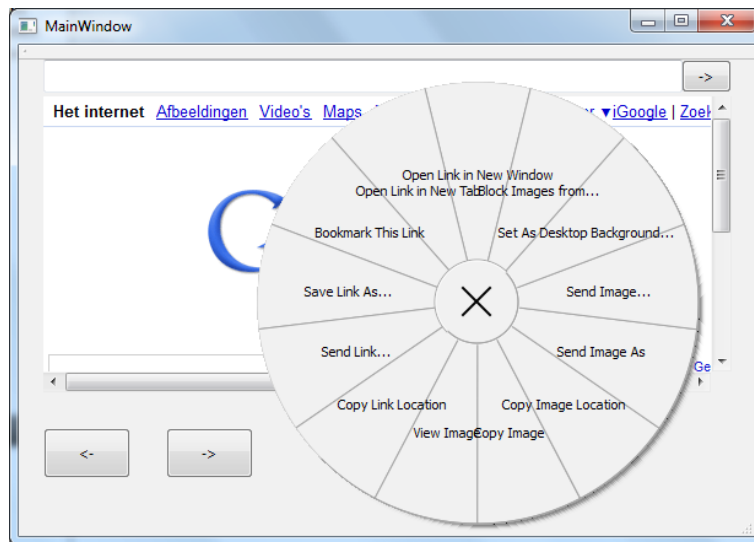 MainWindow
->
Het internet Afbeeldingen Video's Maps ▼iGoogle | Zoek
Open Link in New Window
Open Link in New Tab Block Images from...
Bookmark This Link Set As Desktop Background...
Save Link As... Send Image...
Send Link... Send Image As
Ge
Copy Link Location Copy Image Location
View Image Copy Image
<- ->